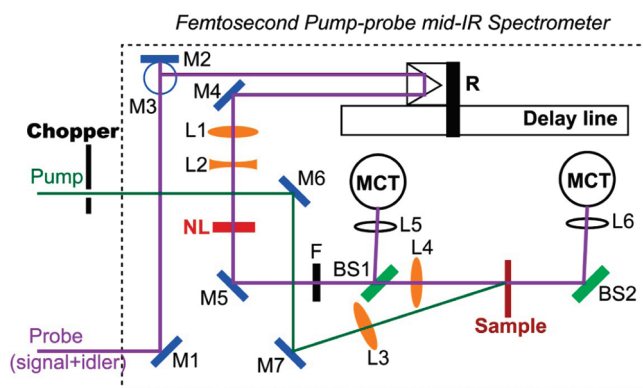 Femtosecond Pump-probe mid-IR Spectrometer
M2
M3
M4
R
Delay line
Chopper
L1
L2
Pump
M6
MCT
MCT
NL
L5
L6
F
L4
BS1
M5
BS2
Sample
Probe
(signal+idler)
M1
M7
L3